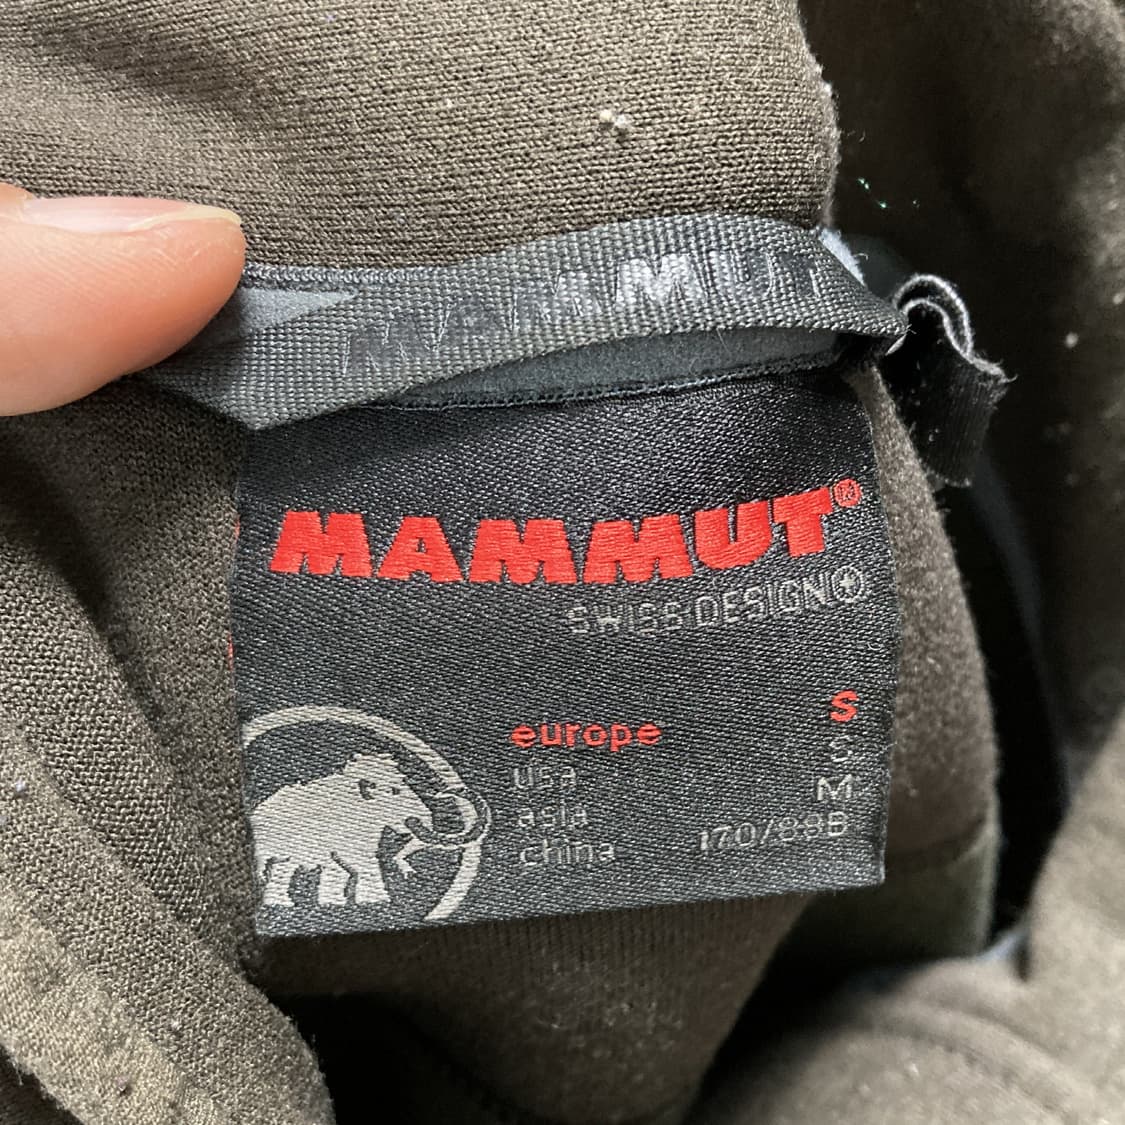 MAMMUT
MAMMUT®
SWISS DESIGN
europe S
usa S
asia M
china 170/88B